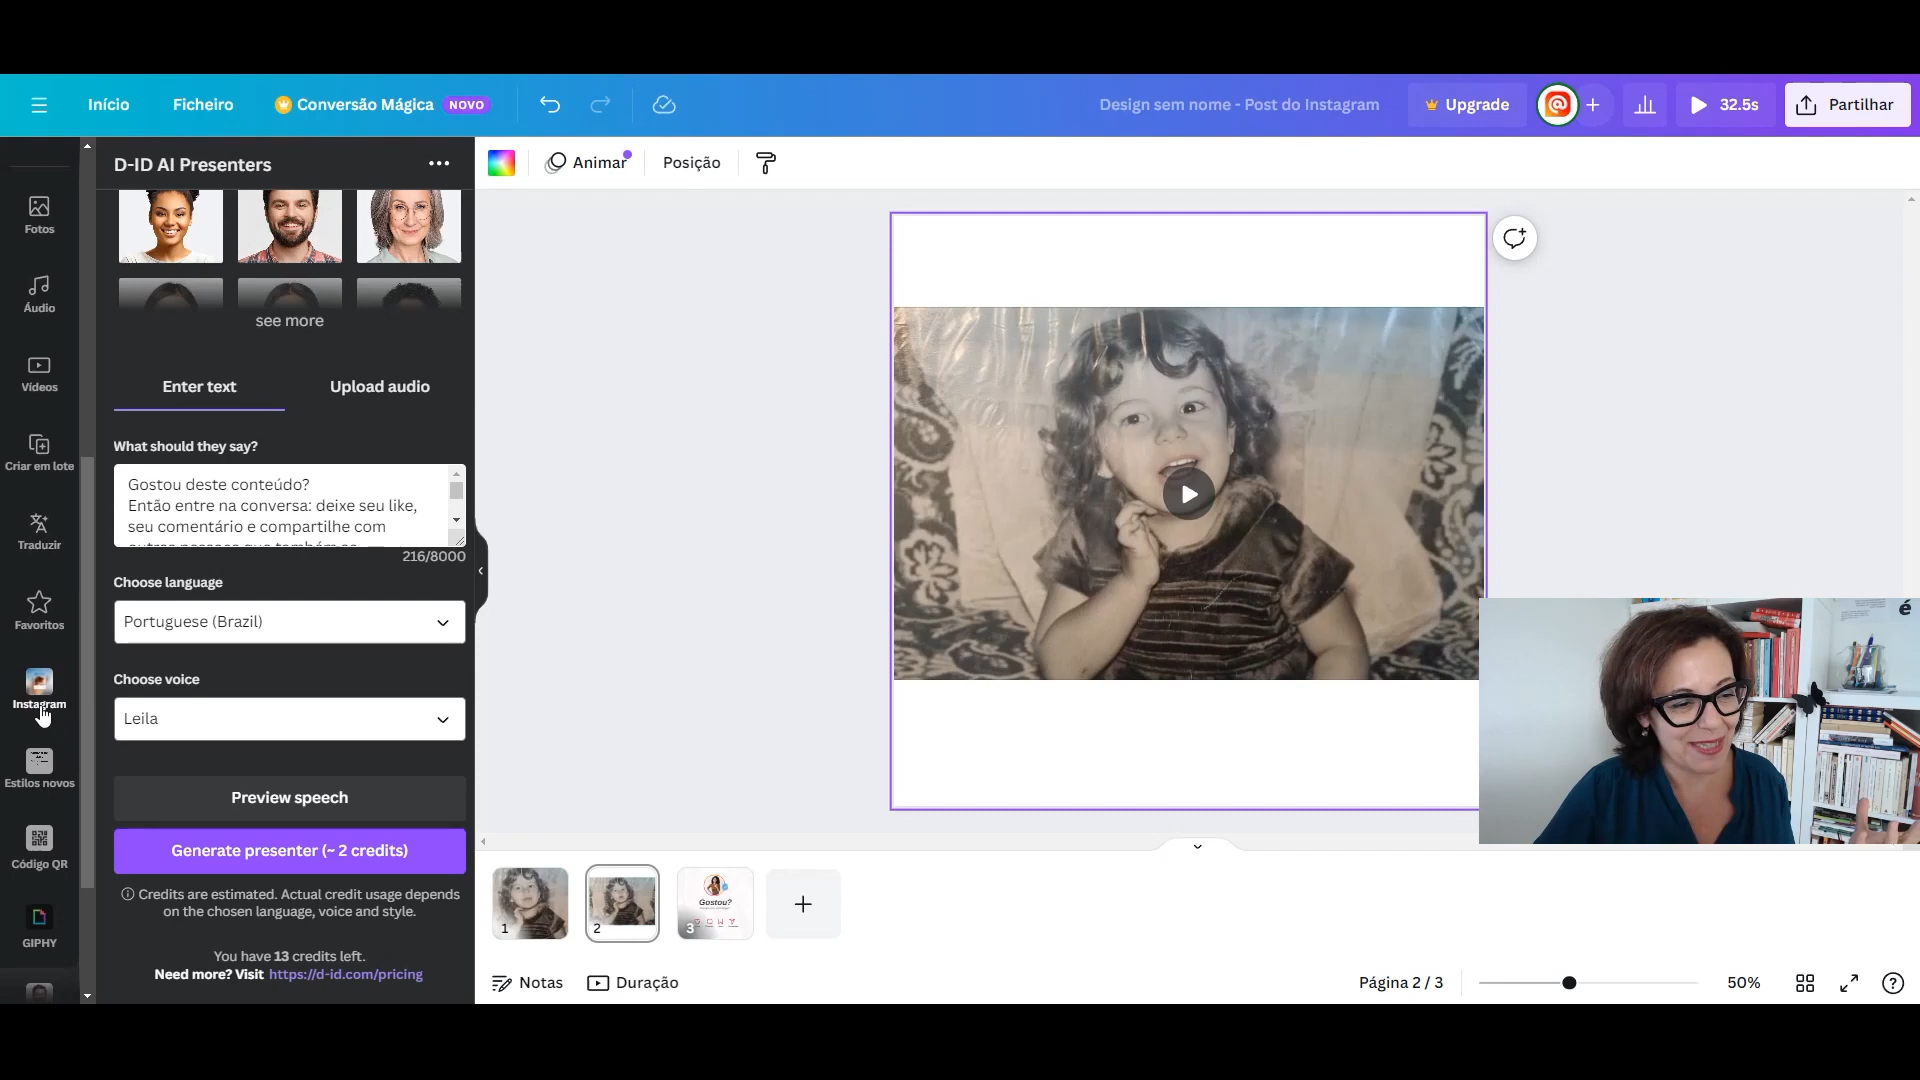 Início
Ficheiro
Conversão Mágica NOVO
Design sem nome - Post do Instagram
Upgrade
32.5s
Partilhar
Fotos
Áudio
Vídeos
Criar em lote
Traduzir
Favoritos
Instagram
Estilos novos
Código QR
GIPHY
D-ID AI Presenters
see more
Enter text
Upload audio
What should they say?
Gostou deste conteúdo?
Então entre na conversa: deixe seu like,
seu comentário e compartilhe com
216/8000
Choose language
Portuguese (Brazil)
Choose voice
Leila
Preview speech
Generate presenter (~ 2 credits)
Credits are estimated. Actual credit usage depends
on the chosen language, voice and style.
You have 13 credits left.
Need more? Visit https://d-id.com/pricing
Animar
Posição
é
1
2
Gostou?
3
Notas
Duração
Página 2 / 3
50%